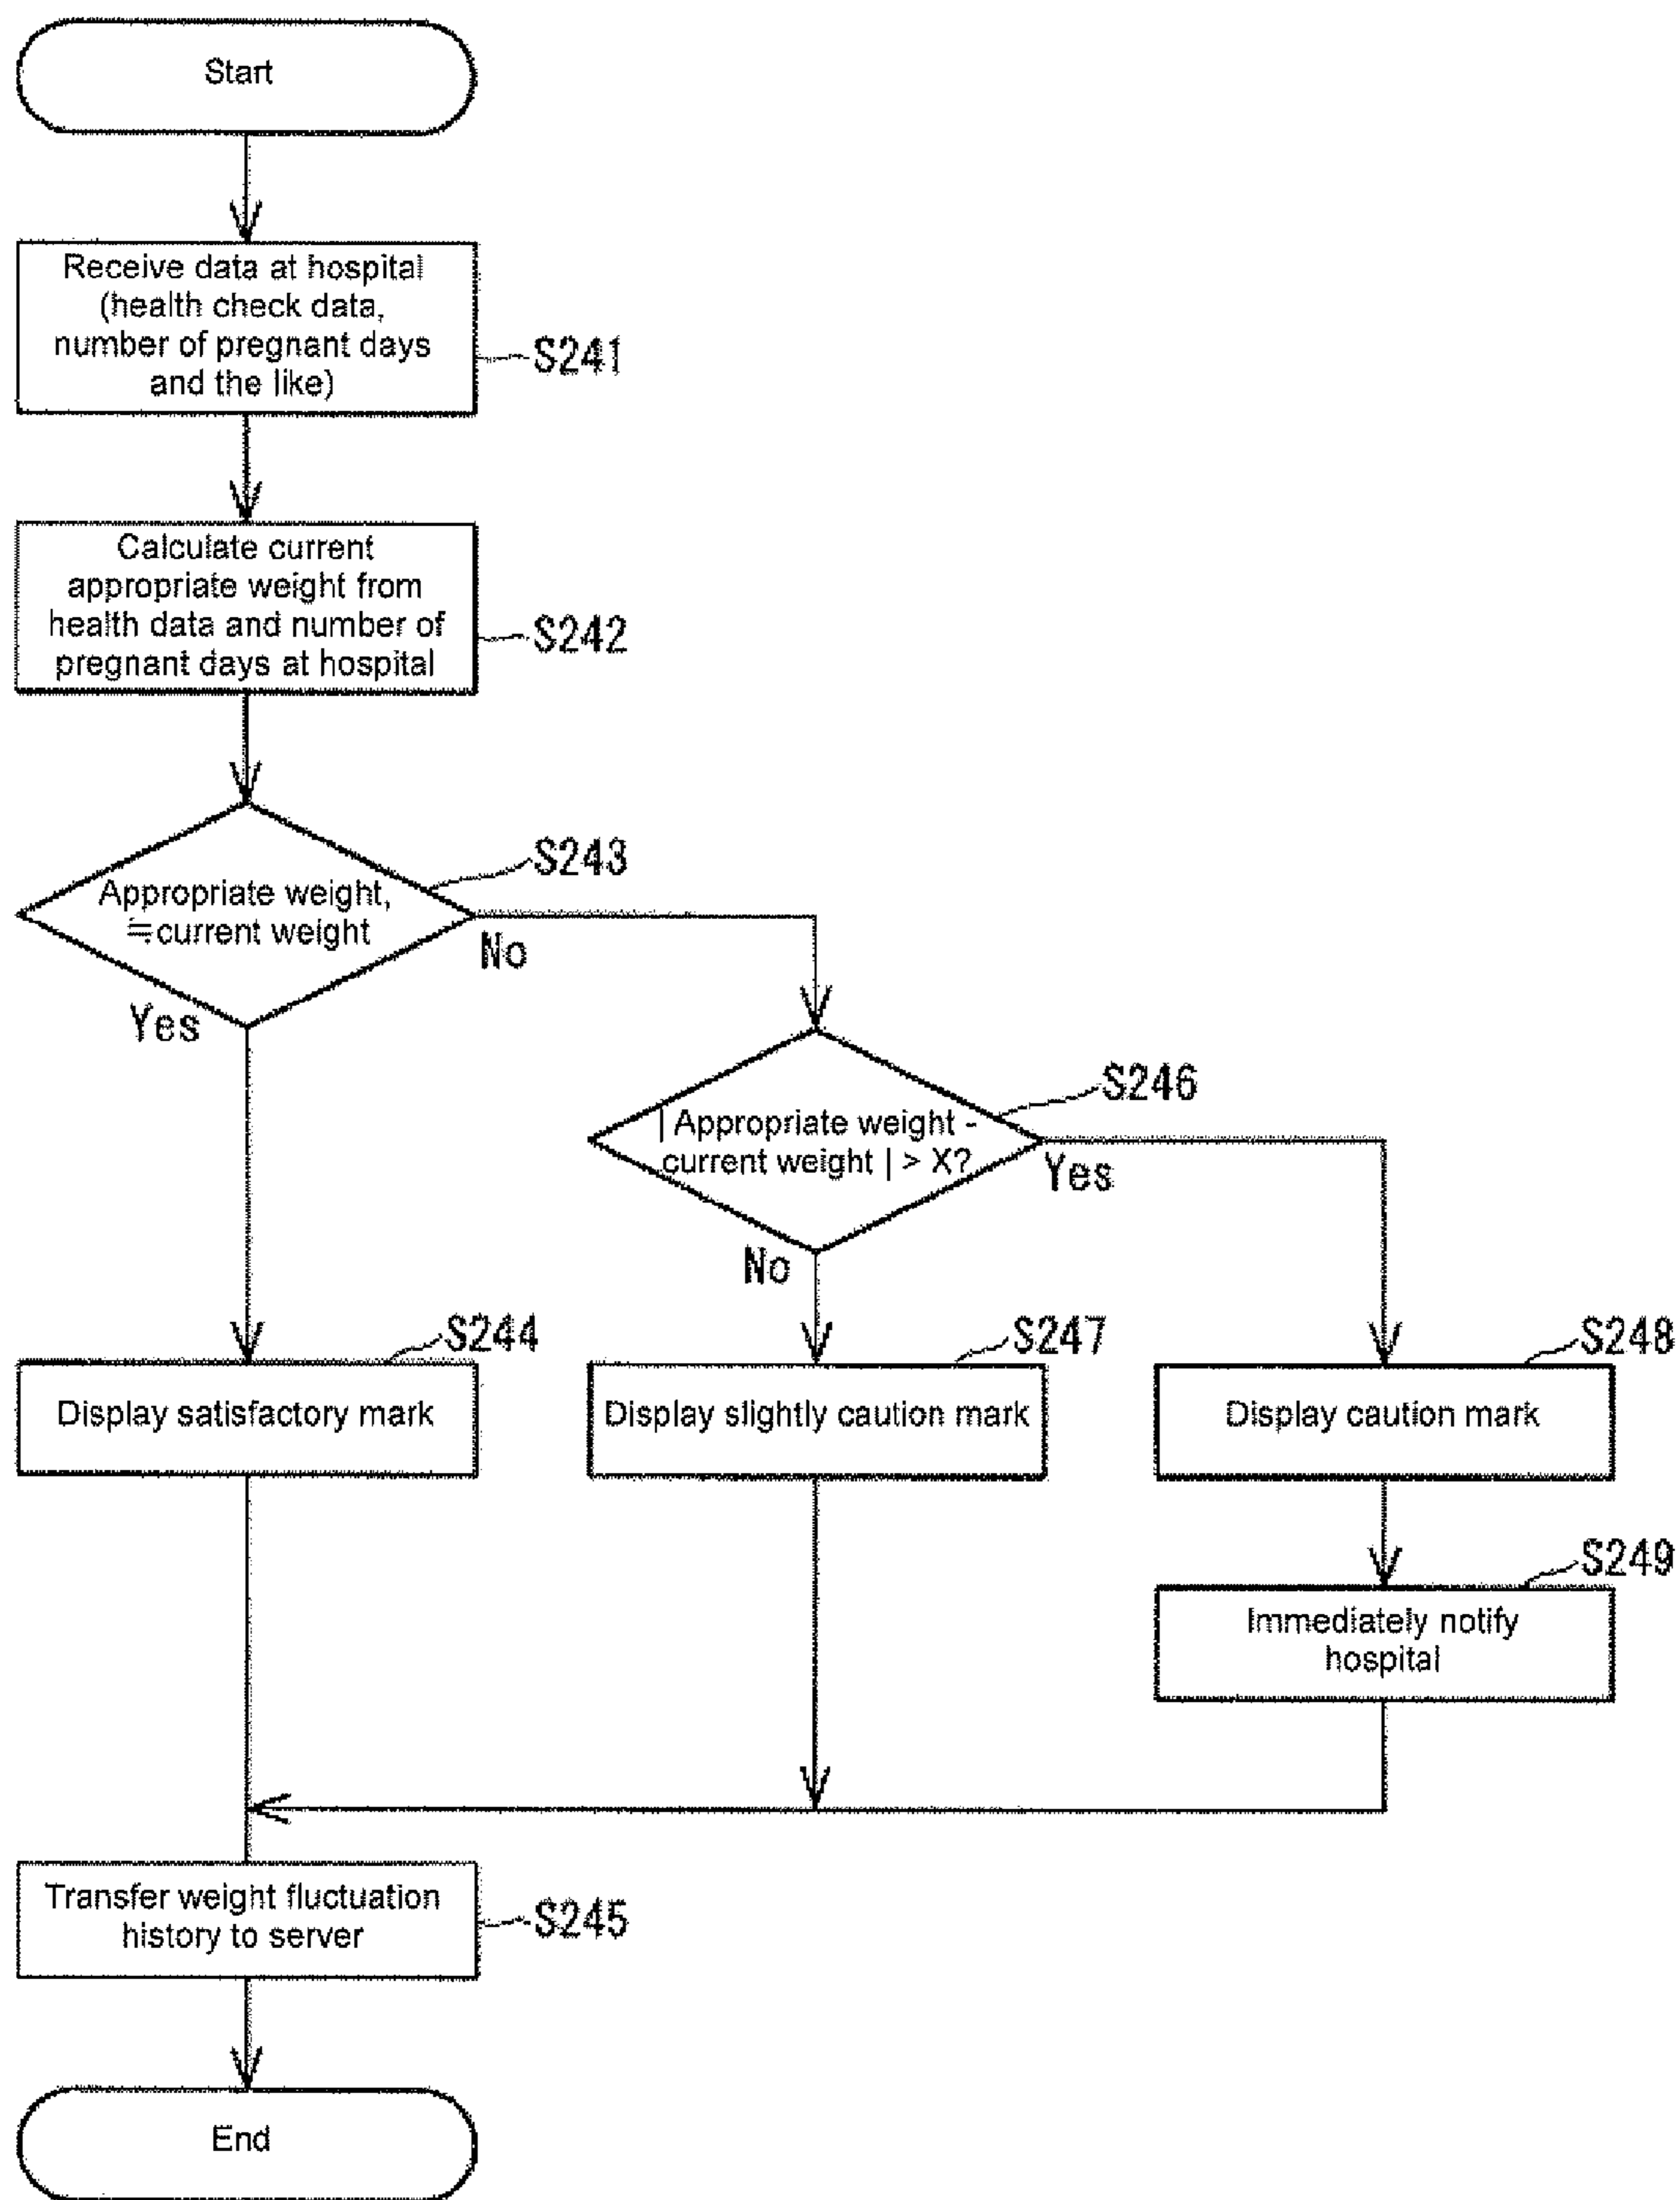 Start
Receive data at hospital
(health check data,
number of pregnant days
and the like)
S241
Calculate current
appropriate weight from
health data and number of
pregnant days at hospital
S242
S243
Appropriate weight,
≒current weight
No
Yes
S246
| Appropriate weight -
current weight | > X?
Yes
No
S244
Display satisfactory mark
S247
Display slightly caution mark
S248
Display caution mark
S249
Immediately notify
hospital
Transfer weight fluctuation
history to server
S245
End